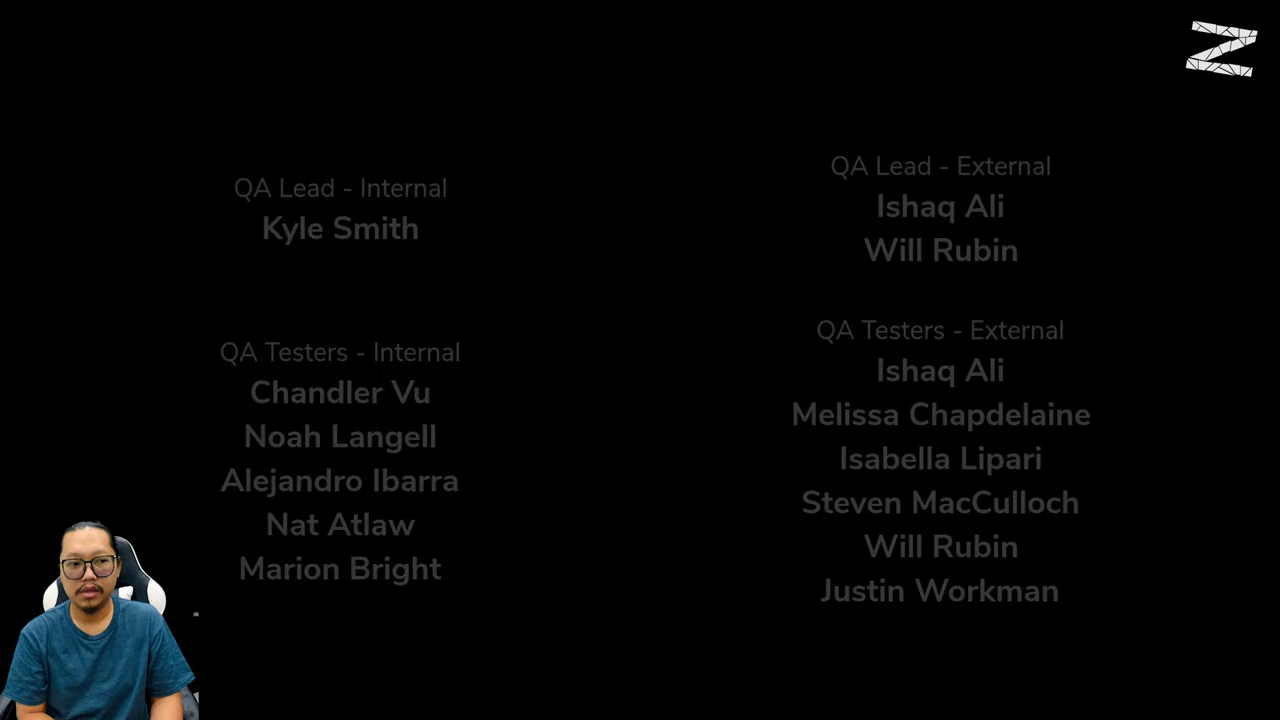 Z
QA Lead - Internal
Kyle Smith
QA Testers - Internal
Chandler Vu
Noah Langell
Alejandro Ibarra
Nat Atlaw
Marion Bright
QA Lead - External
Ishaq Ali
Will Rubin
QA Testers - External
Ishaq Ali
Melissa Chapdelaine
Isabella Lipari
Steven MacCulloch
Will Rubin
Justin Workman